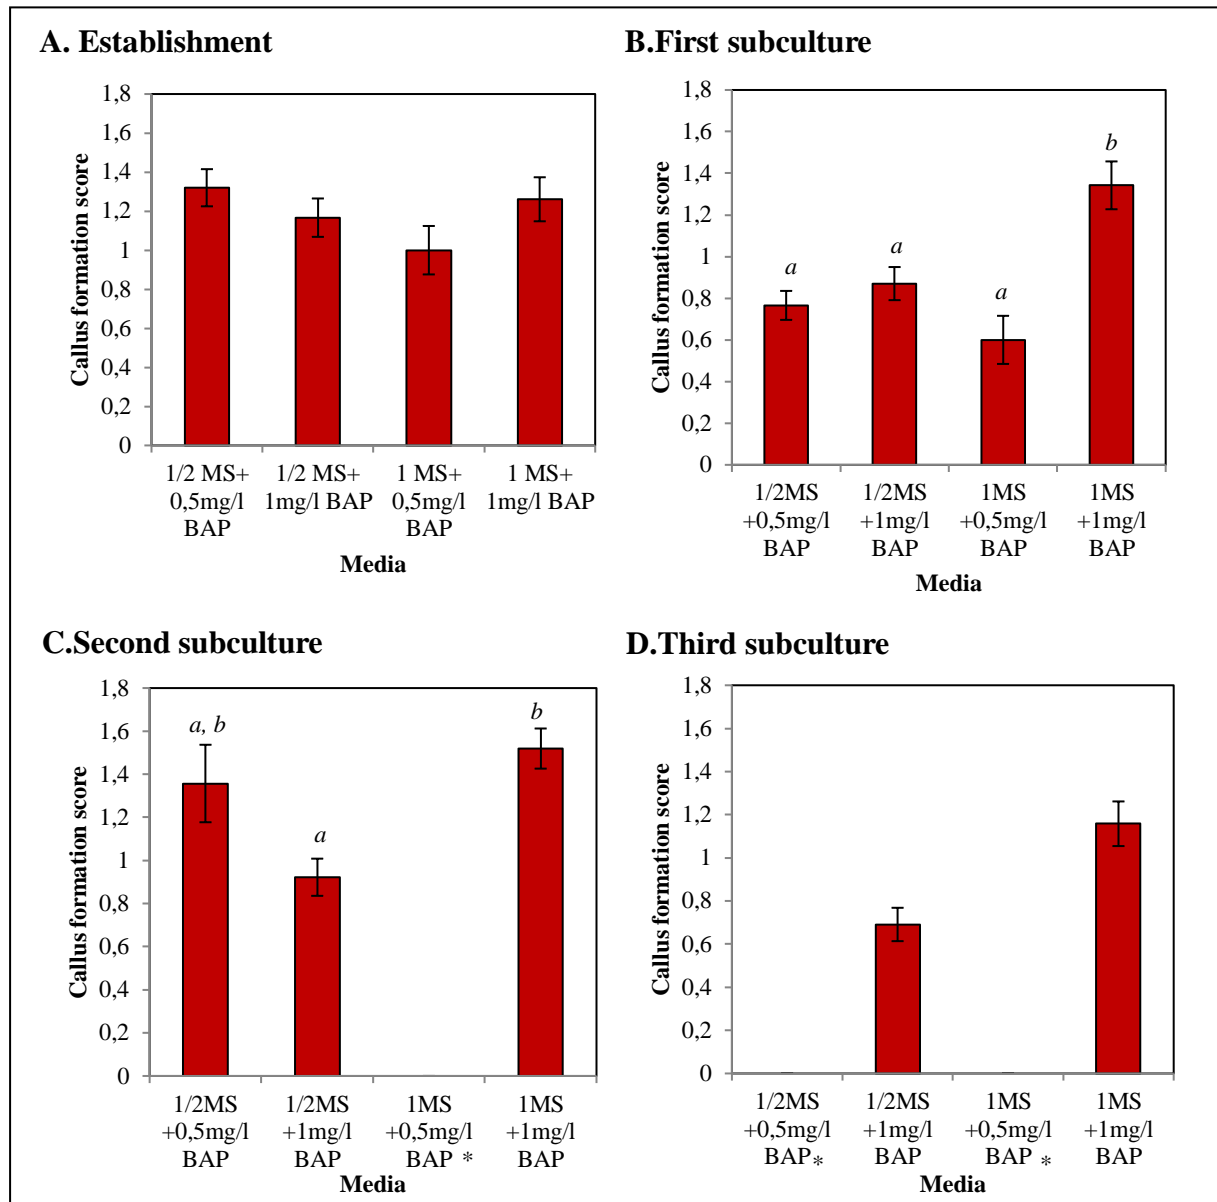 A. Establishment
Callus formation score
1,8
1,6
1,4
1,2
1
0,8
0,6
0,4
0,2
0
1/2 MS+ 1/2 MS+ 1 MS+ 1 MS+
0,5mg/l 1mg/l BAP 0,5mg/l 1mg/l BAP
BAP BAP
Media
B.First subculture
Callus formation score
1,8
1,6
1,4
1,2
1
0,8
0,6
0,4
0,2
0
a
a
a
b
1/2MS 1/2MS 1MS 1MS
+0,5mg/l +1mg/l +0,5mg/l +1mg/l
BAP BAP BAP BAP
Media
C.Second subculture
Callus formation score
1,8
1,6
1,4
1,2
1
0,8
0,6
0,4
0,2
0
a, b
a
b
1/2MS 1/2MS 1MS 1MS
+0,5mg/l +1mg/l +0,5mg/l +1mg/l
BAP BAP BAP * BAP
Media
D.Third subculture
Callus formation score
1,8
1,6
1,4
1,2
1
0,8
0,6
0,4
0,2
0
1/2MS 1/2MS 1MS 1MS
+0,5mg/l +1mg/l +0,5mg/l +1mg/l
BAP* BAP BAP * BAP
Media